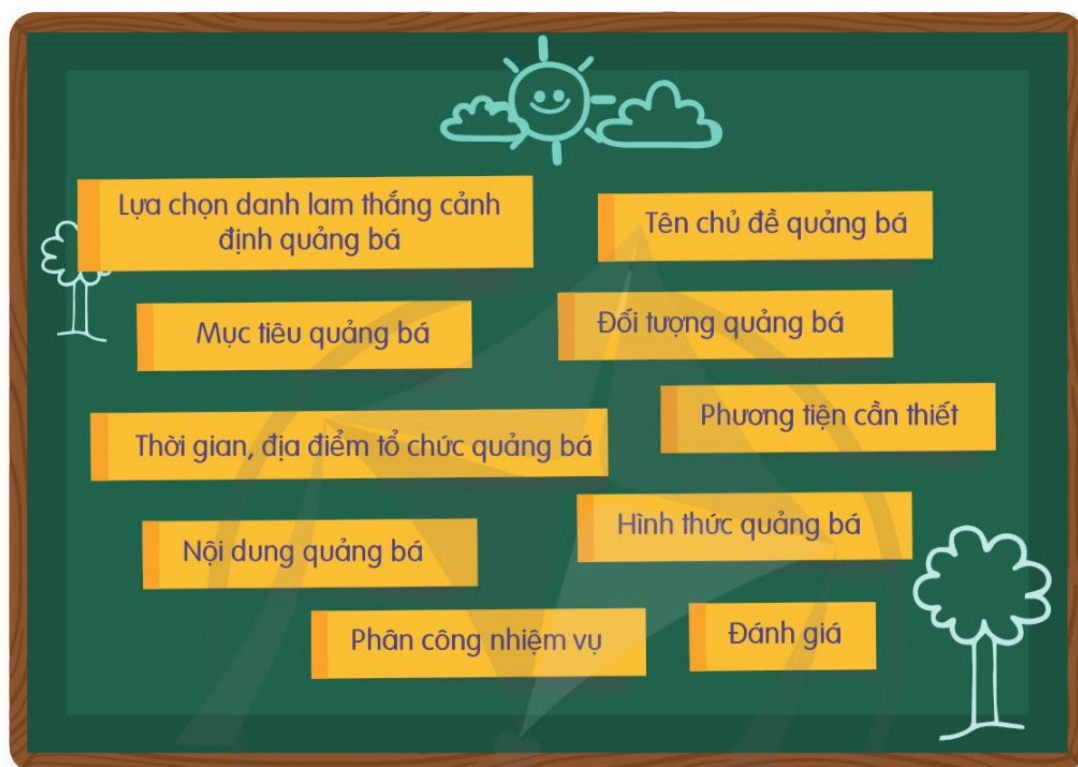 Lựa chọn danh lam thắng cảnh
định quảng bá
Tên chủ đề quảng bá
Mục tiêu quảng bá
Đối tượng quảng bá
Thời gian, địa điểm tổ chức quảng bá
Phương tiện cần thiết
Nội dung quảng bá
Hình thức quảng bá
Phân công nhiệm vụ
Đánh giá